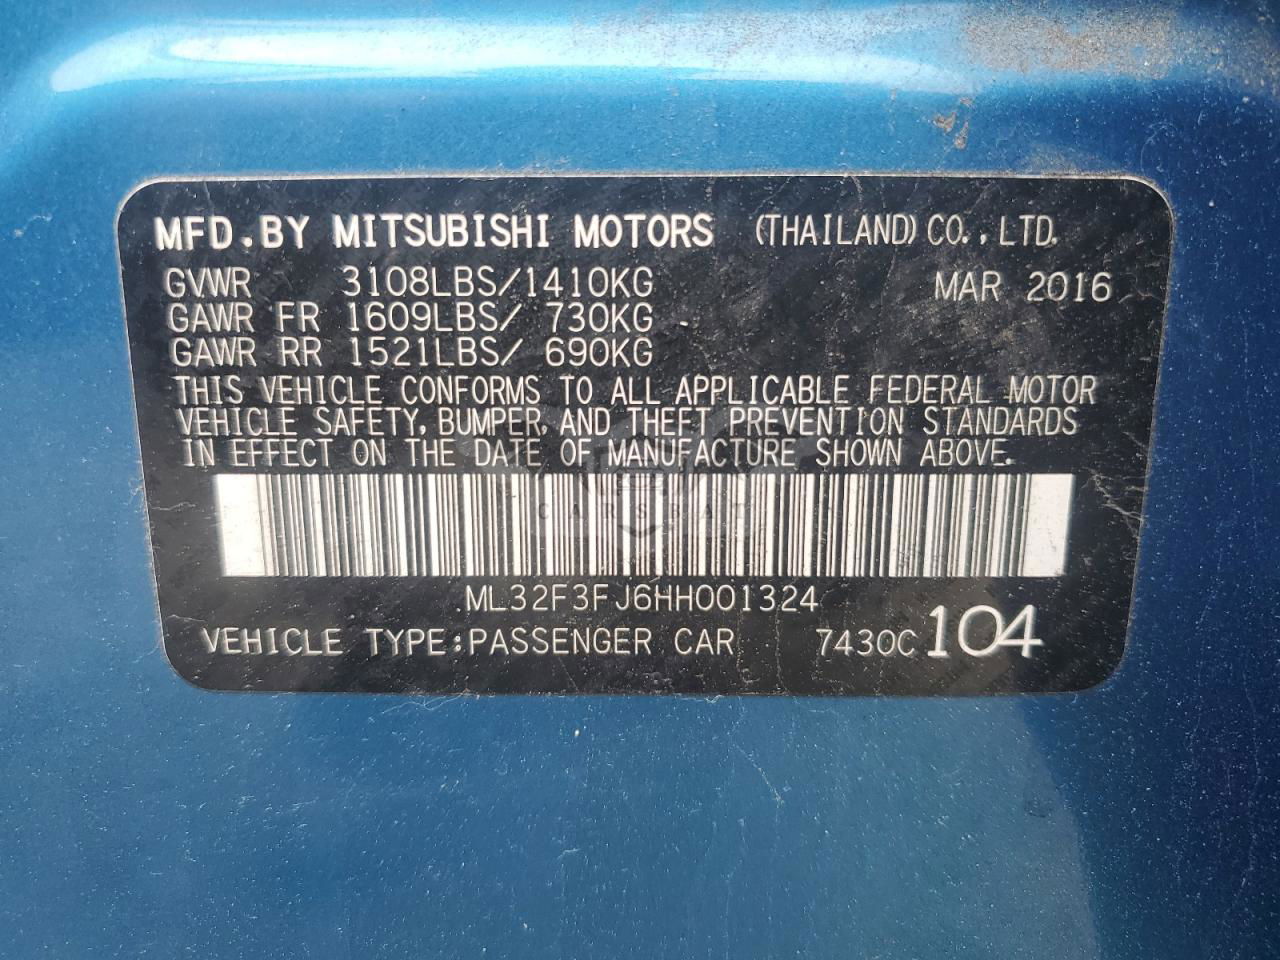 MFD.BY MITSUBISHI MOTORS (THAILAND) CO.,LTD.
GVWR 3108LBS/1410KG MAR 2016
GAWR FR 1609LBS/ 730KG
GAWR RR 1521LBS/ 690KG
THIS VEHICLE CONFORMS TO ALL APPLICABLE FEDERAL MOTOR
VEHICLE SAFETY, BUMPER, AND THEFT PREVENTION STANDARDS
IN EFFECT ON THE DATE OF MANUFACTURE SHOWN ABOVE.
CARSBAT
ML32F3FJ6HH001324
VEHICLE TYPE:PASSENGER CAR 7430C 104